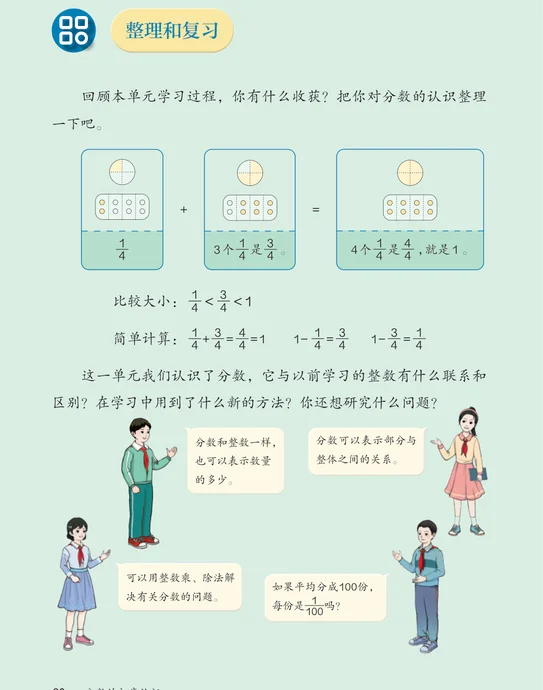 整理和复习
回顾本单元学习过程，你有什么收获？把你对分数的认识整理
一下吧。
+ =
1/4 3个1/4是3/4。 4个1/4是4/4，就是1。
比较大小：1/4<3/4<1
简单计算：1/4+3/4=4/4=1 1-1/4=3/4 1-3/4=1/4
这一单元我们认识了分数，它与以前学习的整数有什么联系和
区别？在学习中用到了什么新的方法？你还想研究什么问题？
分数和整数一样，
也可以表示数量
的多少。
分数可以表示部分与
整体之间的关系。
可以用整数乘、除法解
决有关分数的问题。
如果平均分成100份，
每份是1/100吗？